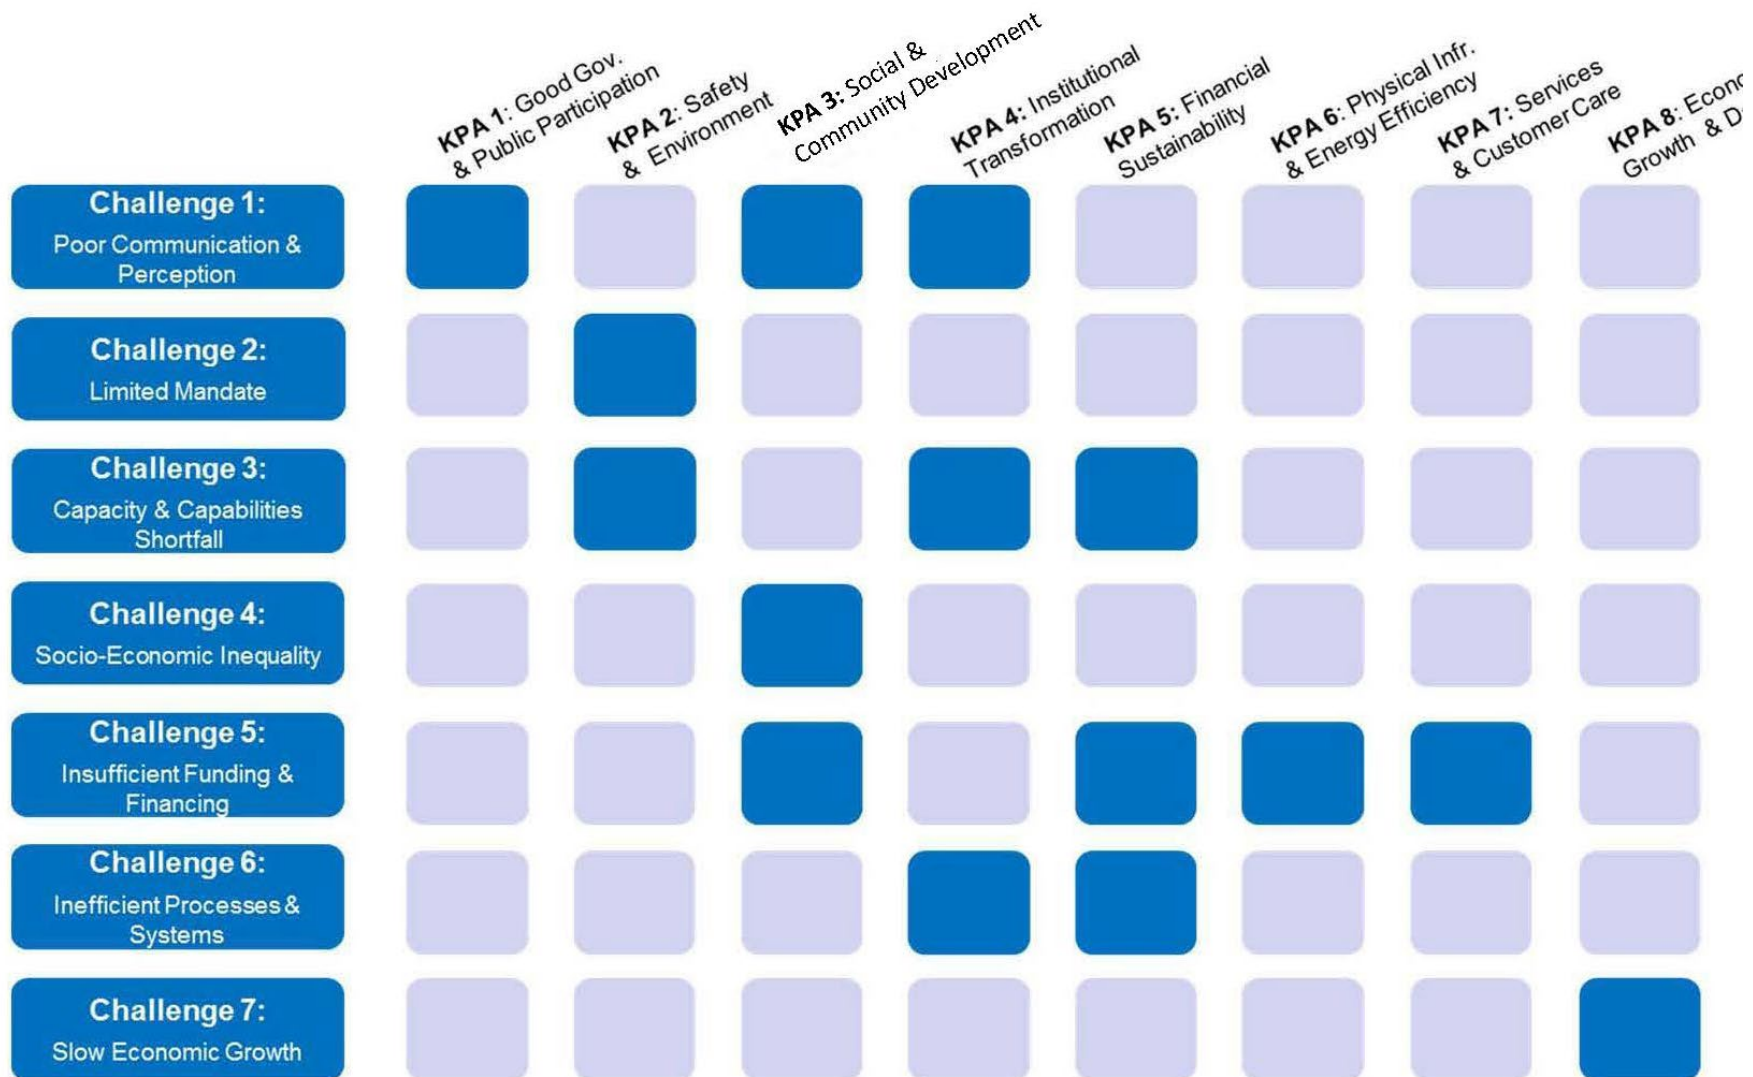 KPA 1: Good Gov.
& Public Participation
KPA 2: Safety
& Environment
KPA 3: Social &
Community Development
KPA 4: Institutional
Transformation
KPA 5: Financial
Sustainability
KPA 6: Physical Infr.
& Energy Efficiency
KPA 7: Services
& Customer Care
KPA 8:
Growth &
Challenge 1:
Poor Communication &
Perception
Challenge 2:
Limited Mandate
Challenge 3:
Capacity & Capabilities
Shortfall
Challenge 4:
Socio-Economic Inequality
Challenge 5:
Insufficient Funding &
Financing
Challenge 6:
Inefficient Processes &
Systems
Challenge 7:
Slow Economic Growth